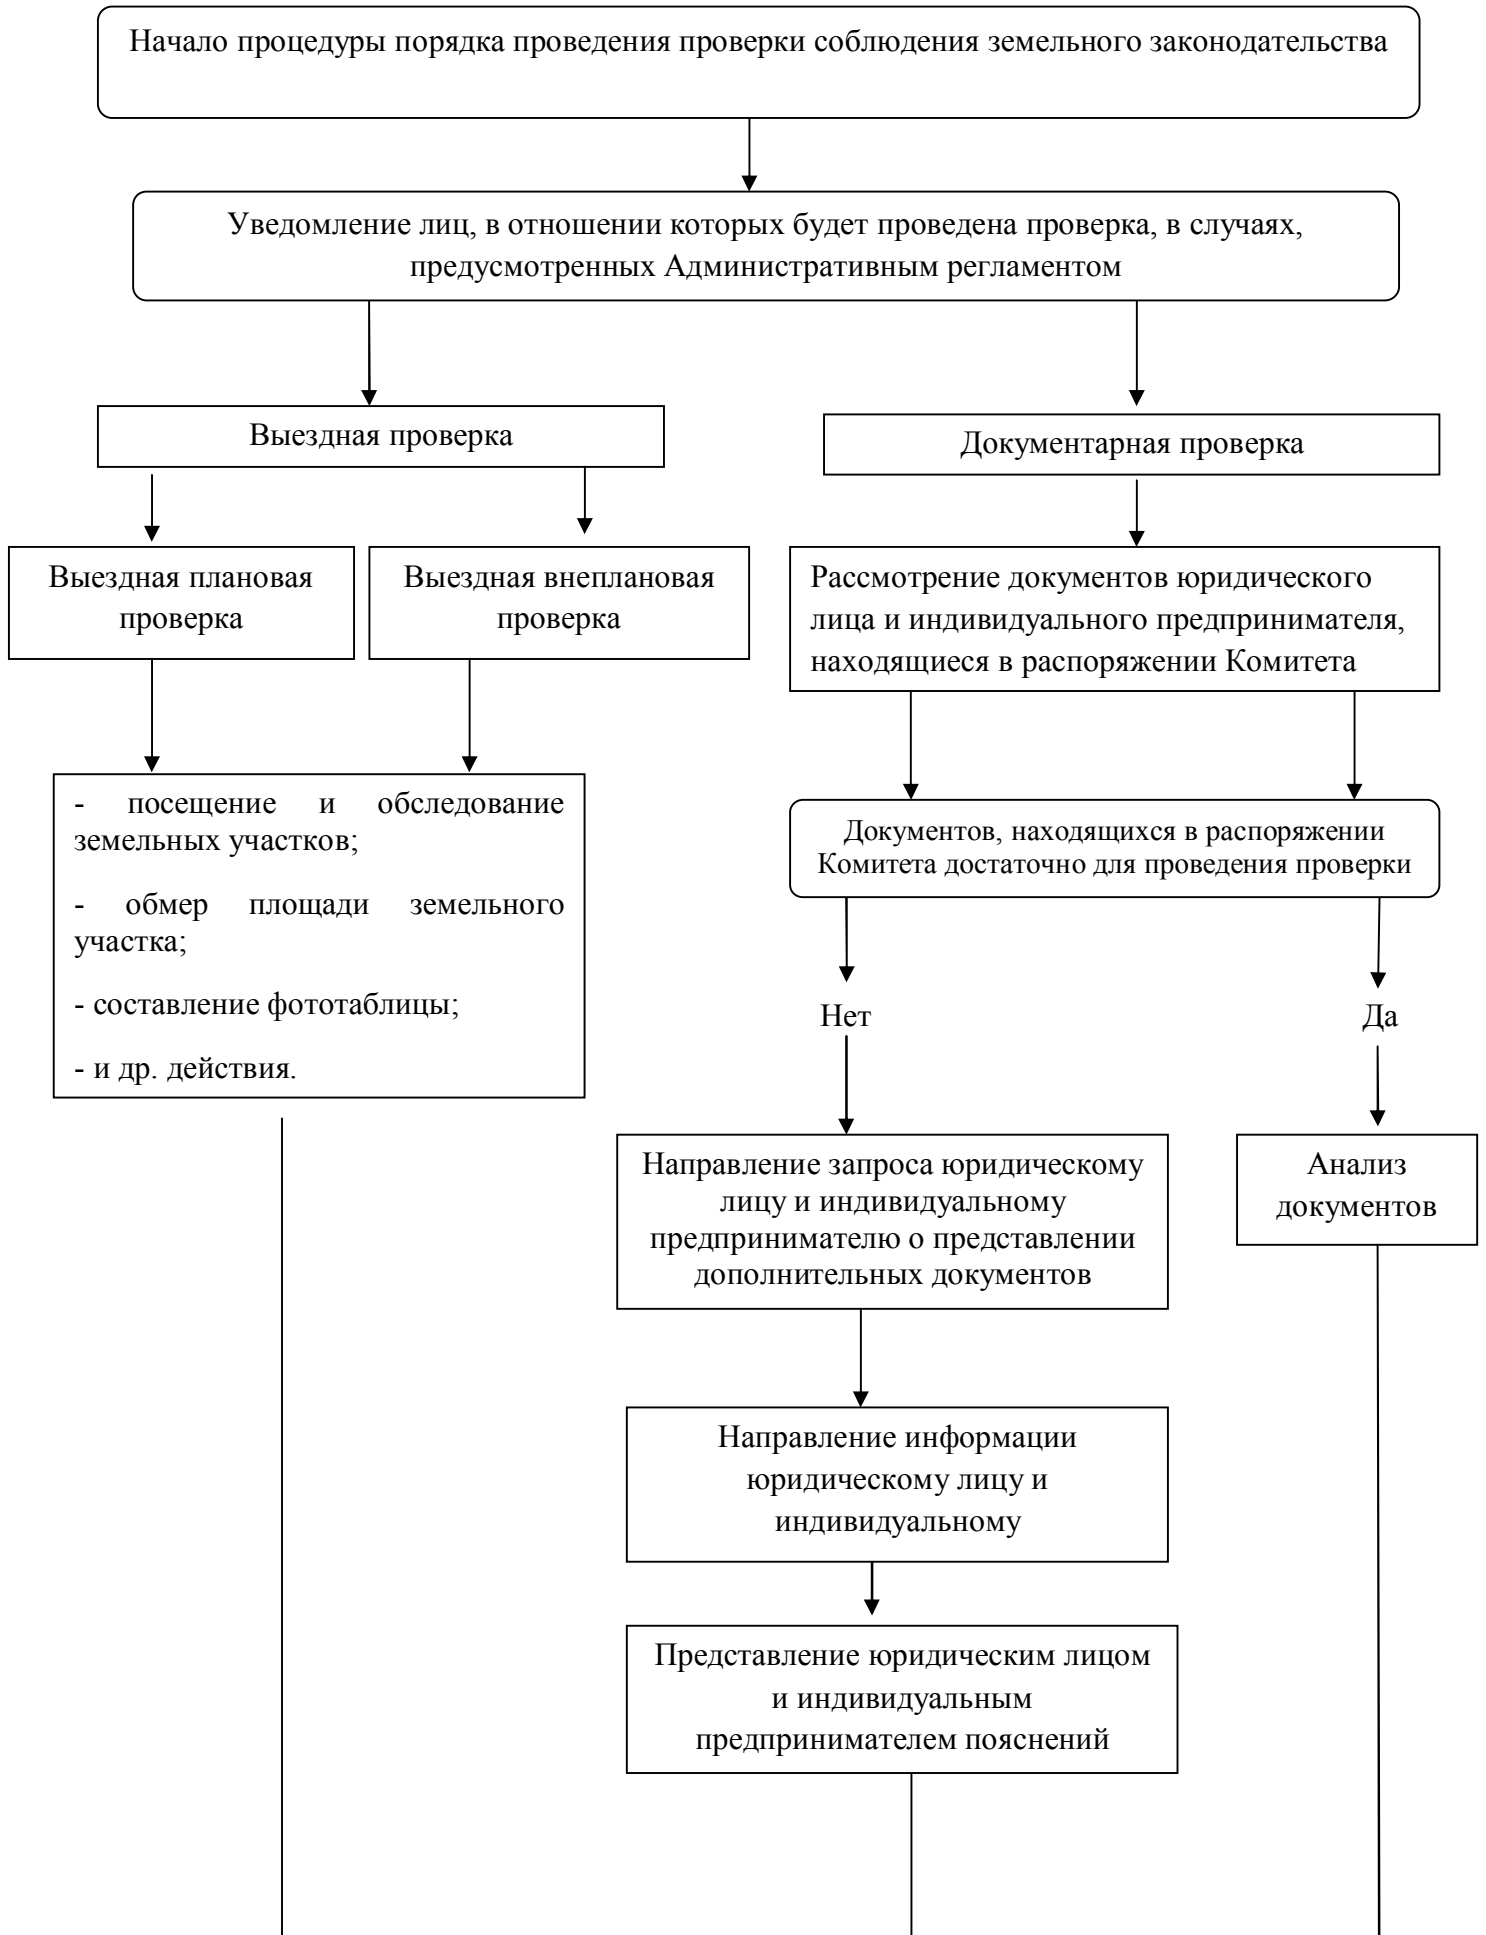 Начало процедуры порядка проведения проверки соблюдения земельного законодательства
Уведомление лиц, в отношении которых будет проведена проверка, в случаях,
предусмотренных Административным регламентом
Выездная проверка
Документарная проверка
Выездная плановая
проверка
Выездная внеплановая
проверка
Рассмотрение документов юридического
лица и индивидуального предпринимателя,
находящиеся в распоряжении Комитета
- посещение и обследование
земельных участков;
- обмер площади земельного
участка;
- составление фототаблицы;
- и др. действия.
Документов, находящихся в распоряжении
Комитета достаточно для проведения проверки
Нет
Да
Направление запроса юридическому
лицу и индивидуальному
предпринимателю о представлении
дополнительных документов
Анализ
документов
Направление информации
юридическому лицу и
индивидуальному
Представление юридическим лицом
и индивидуальным
предпринимателем пояснений